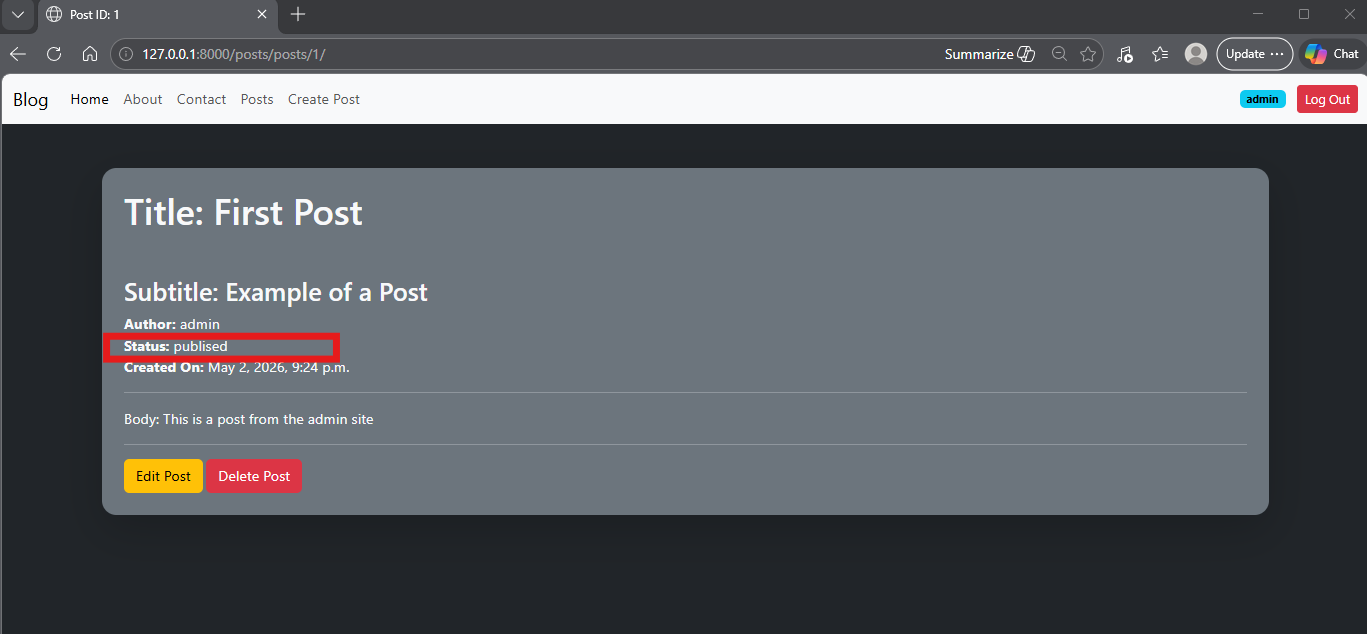 Post ID: 1
127.0.0.1:8000/posts/posts/1/ Summarize Update Chat
Blog Home About Contact Posts Create Post admin Log Out
Title: First Post
Subtitle: Example of a Post
Author: admin
Status: publised
Created On: May 2, 2026, 9:24 p.m.
Body: This is a post from the admin site
Edit Post Delete Post